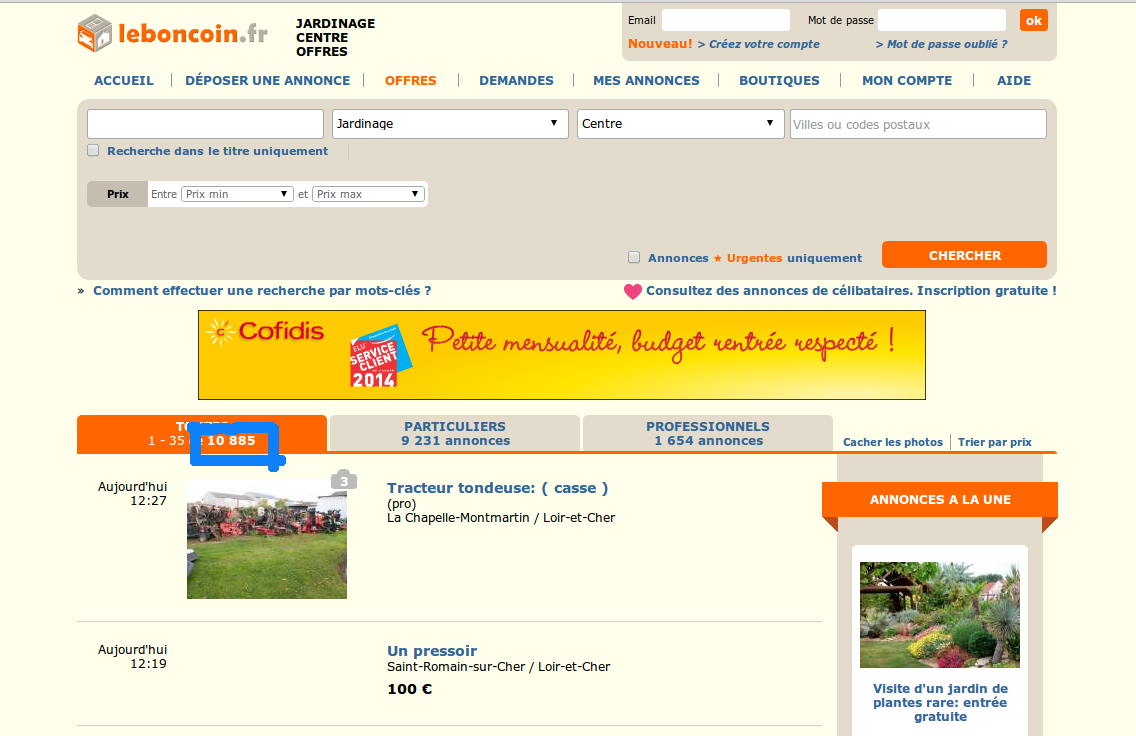 leboncoin.fr
JARDINAGE
CENTRE
OFFRES
Email
Mot de passe
ok
Nouveau! > Créez votre compte
> Mot de passe oublié ?
ACCUEIL
DÉPOSER UNE ANNONCE
OFFRES
DEMANDES
MES ANNONCES
BOUTIQUES
MON COMPTE
AIDE
Jardinage
Centre
Villes ou codes postaux
Recherche dans le titre uniquement
Prix
Entre
Prix min
et
Prix max
Annonces ★ Urgentes uniquement
CHERCHER
» Comment effectuer une recherche par mots-clés ?
Consultez des annonces de célibataires. Inscription gratuite !
Cofidis
ELU
SERVICE
CLIENT
2014
Petite mensualité, budget rentrée respecté !
1 - 35
10 885
PARTICULIERS
9 231 annonces
PROFESSIONNELS
1 654 annonces
Cacher les photos
Trier par prix
Aujourd'hui
12:27
3
Tracteur tondeuse: ( casse )
(pro)
La Chapelle-Montmartin / Loir-et-Cher
ANNONCES A LA UNE
Aujourd'hui
12:19
Un pressoir
Saint-Romain-sur-Cher / Loir-et-Cher
100 €
Visite d'un jardin de
plantes rare: entrée
gratuite